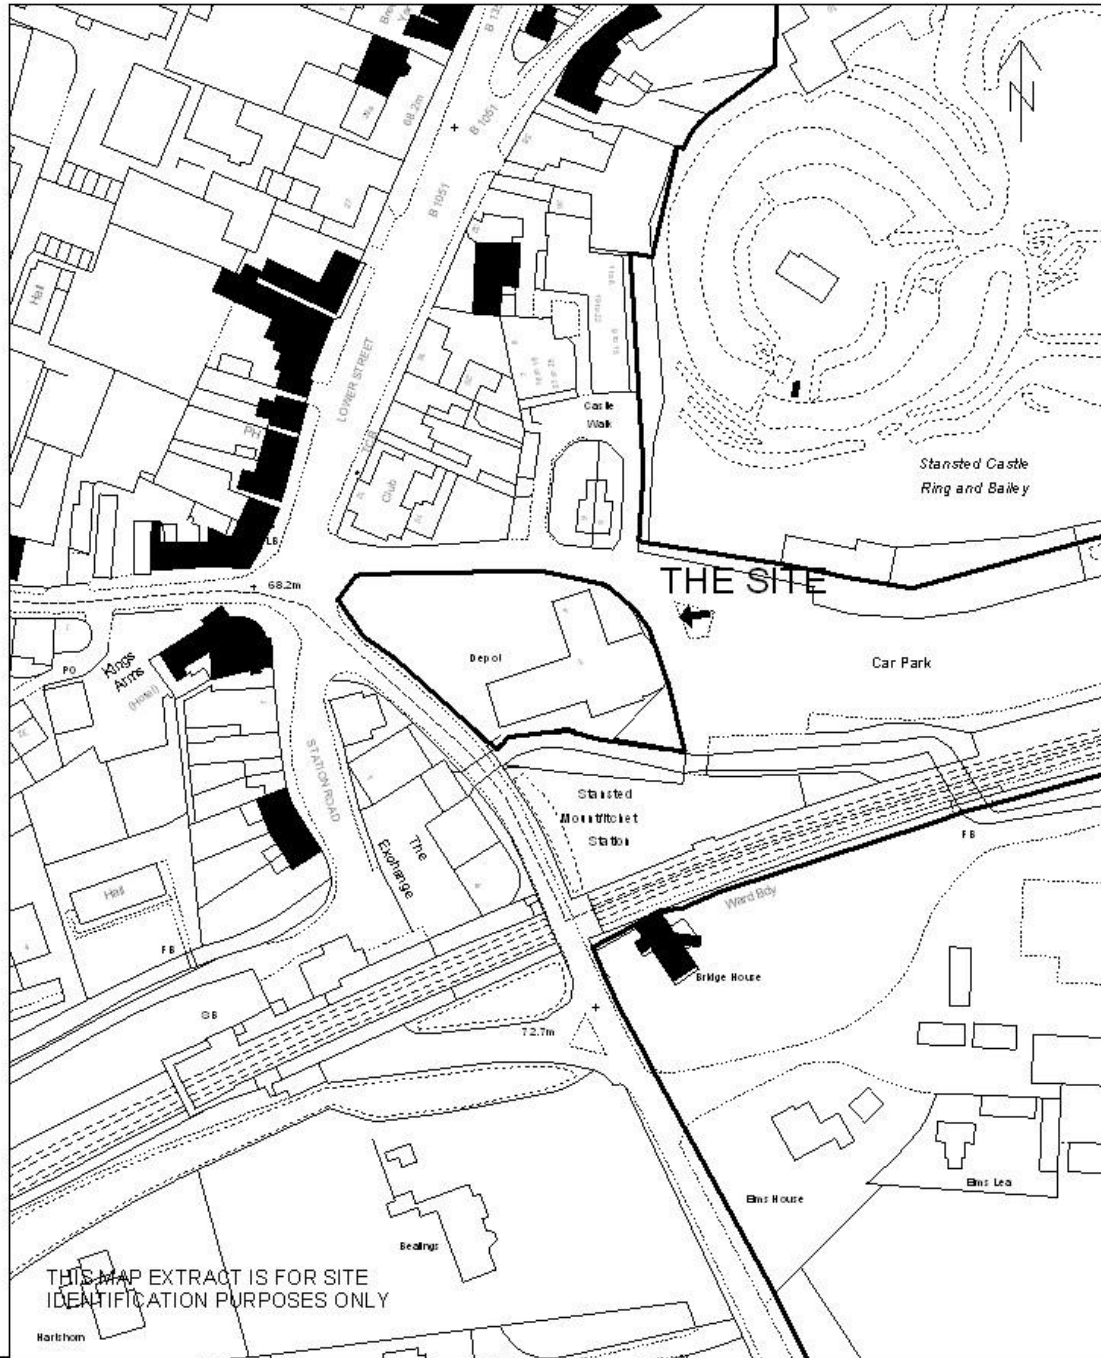 B 1051
N
B 1051
68.2m
Hall
LOWER STREET
PH
Castle
Walk
Club
Stansted Castle
Ring and Bailey
LB
68.2m
THE SITE
PO
Kings
Arms
(Hotel)
Depot
Car Park
STATION ROAD
Stansted
Mountfitchet
Station
The
Exchange
FB
Hall
Ward Bdy
FB
Bridge House
SB
72.7m
Elms House
Elms Lea
Bealings
THIS MAP EXTRACT IS FOR SITE
IDENTIFICATION PURPOSES ONLY
Hartshorn